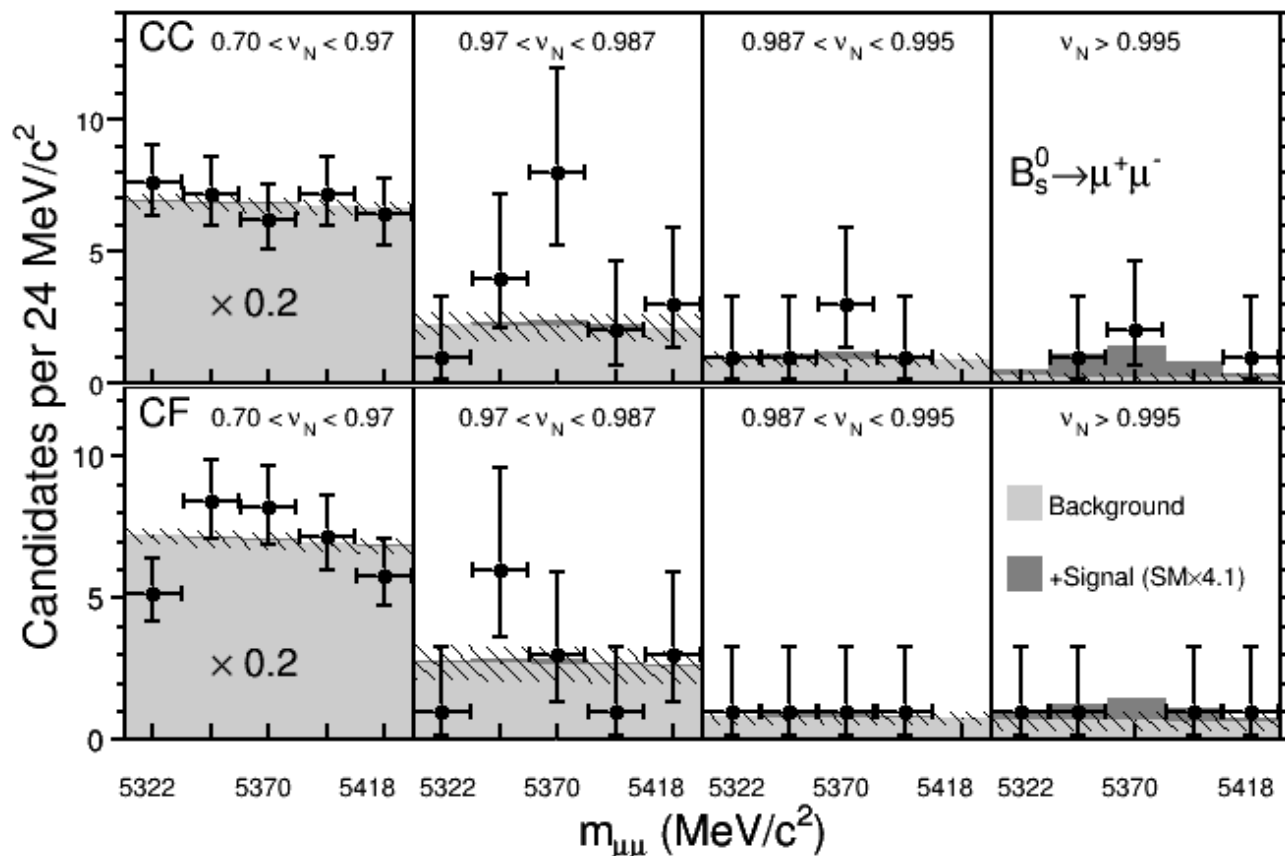 Candidates per 24 MeV/c²
CC 0.70 < ν_N < 0.97 0.97 < ν_N < 0.987 0.987 < ν_N < 0.995 ν_N > 0.995
10
B_s^0→μ⁺μ⁻
5
× 0.2
0
CF 0.70 < ν_N < 0.97 0.97 < ν_N < 0.987 0.987 < ν_N < 0.995 ν_N > 0.995
10
Background
+Signal (SM×4.1)
5
× 0.2
0
5322 5370 5418 5322 5370 5418 5322 5370 5418 5322 5370 5418
m_μμ (MeV/c²)